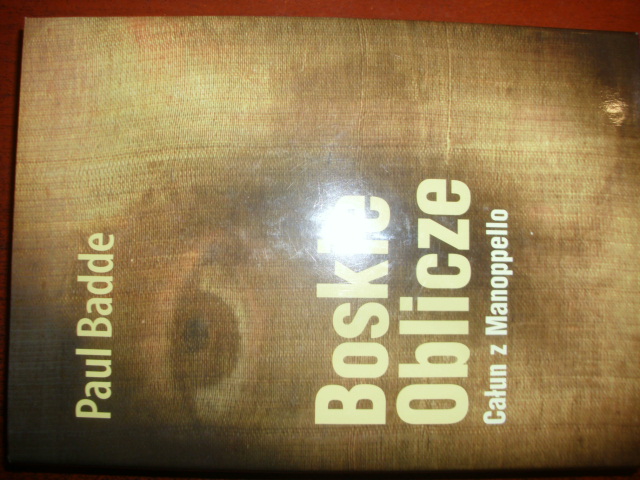 Paul Badde
Boskie
Oblicze
Całun z Manoppello